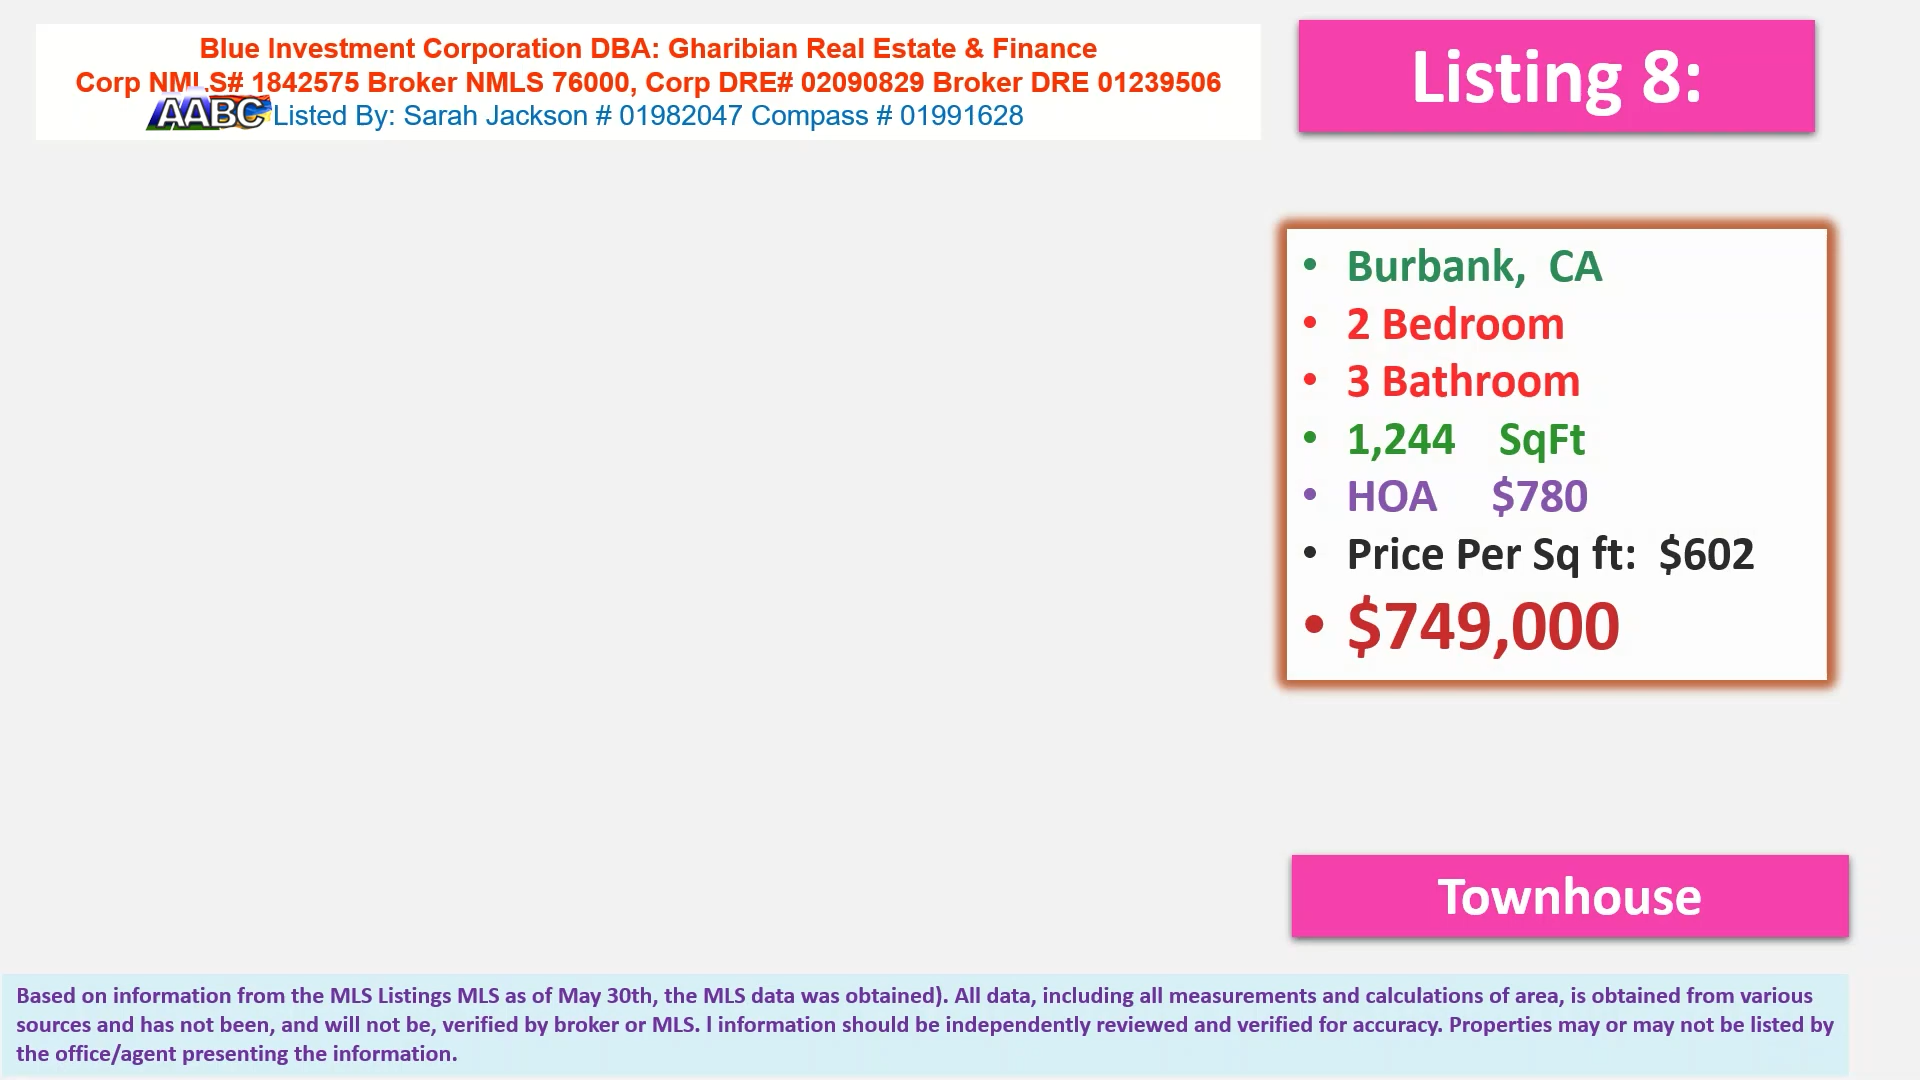 Blue Investment Corporation DBA: Gharibian Real Estate & Finance
Corp NMLS# 1842575 Broker NMLS 76000, Corp DRE# 02090829 Broker DRE 01239506
AABC Listed By: Sarah Jackson # 01982047 Compass # 01991628
Listing 8:
• Burbank, CA
• 2 Bedroom
• 3 Bathroom
• 1,244 SqFt
• HOA $780
• Price Per Sq ft: $602
• $749,000
Townhouse
Based on information from the MLS Listings MLS as of May 30th, the MLS data was obtained). All data, including all measurements and calculations of area, is obtained from various
sources and has not been, and will not be, verified by broker or MLS. l information should be independently reviewed and verified for accuracy. Properties may or may not be listed by
the office/agent presenting the information.